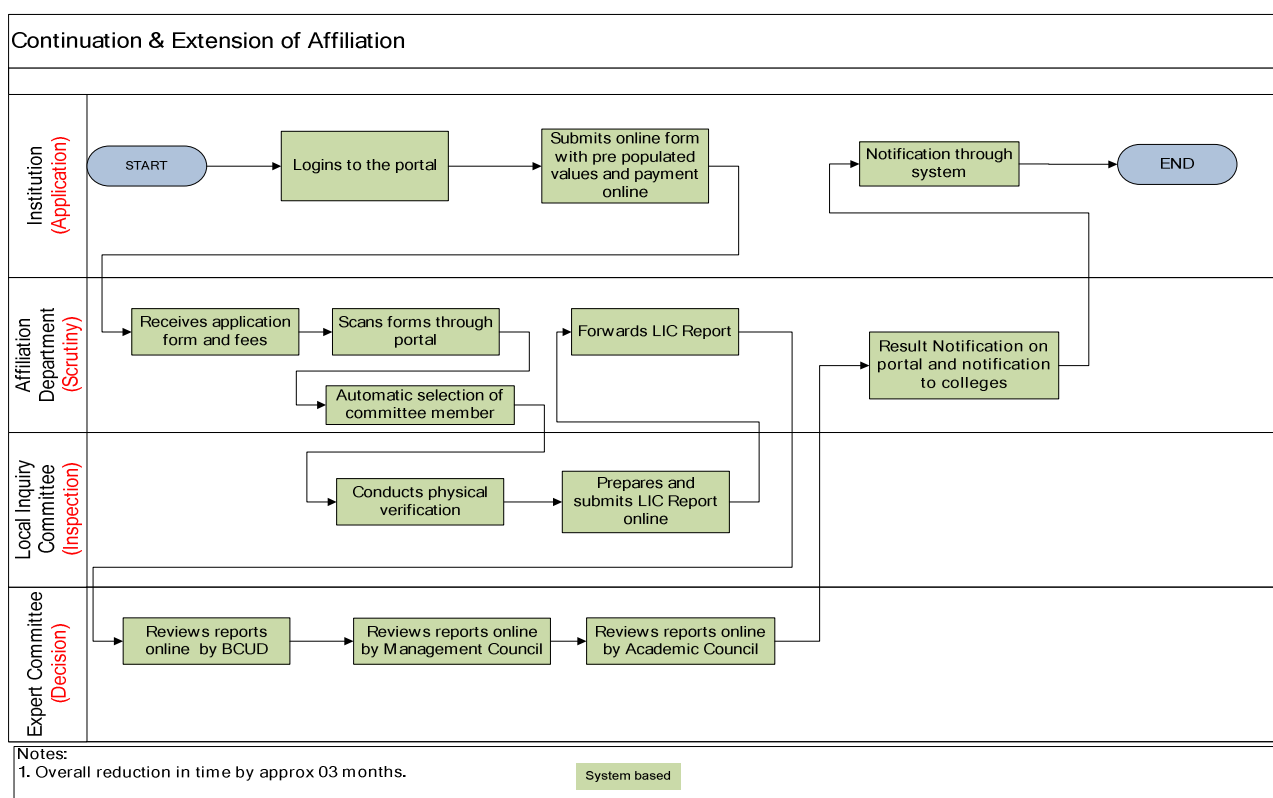 Continuation & Extension of Affiliation
Institution
(Application)
START
Logins to the portal
Submits online form
with pre populated
values and payment
online
Notification through
system
END
Affiliation
Department
(Scrutiny)
Receives application
form and fees
Scans forms through
portal
Automatic selection of
committee member
Forwards LIC Report
Result Notification on
portal and notification
to colleges
Local Inquiry
Committee
(Inspection)
Conducts physical
verification
Prepares and
submits LIC Report
online
Expert Committee
(Decision)
Reviews reports
online by BCUD
Reviews reports online
by Management Council
Reviews reports online
by Academic Council
Notes:
1. Overall reduction in time by approx 03 months.
System based